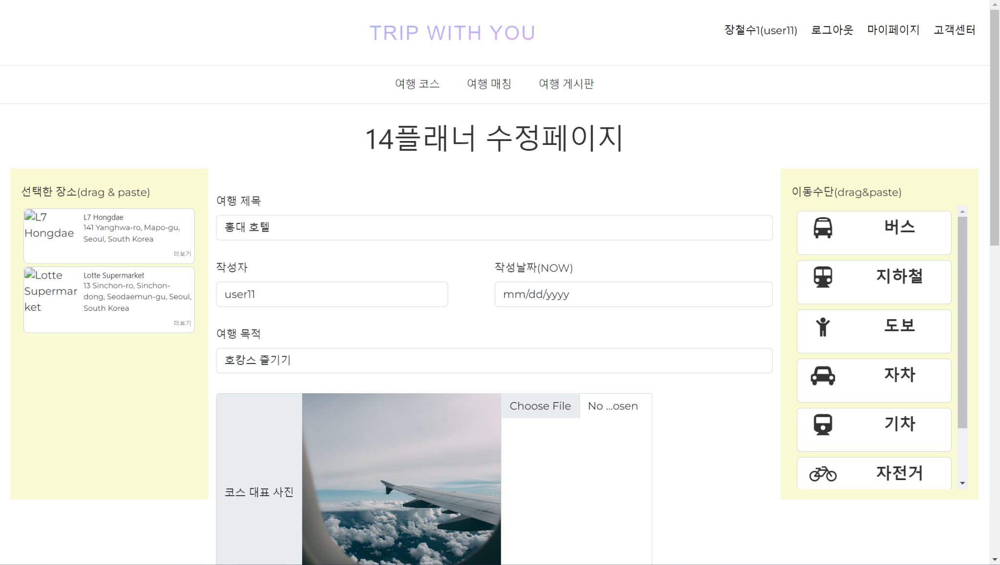 TRIP WITH YOU
장철수1(user11) 로그아웃 마이페이지 고객센터
여행 코스 여행 매칭 여행 게시판
14플래너 수정페이지
선택한 장소(drag & paste)
L7 Hongdae
L7 Hongdae
141 Yanghwa-ro, Mapo-gu,
Seoul, South Korea
더보기
Lotte
Supermar
ket
Lotte Supermarket
13 Sinchon-ro, Sinchon-
dong, Seodaemun-gu, Seoul,
South Korea
더보기
여행 제목
홍대 호텔
작성자
user11
작성날짜(NOW)
mm/dd/yyyy
여행 목적
호캉스 즐기기
코스 대표 사진
Choose File No ...osen
이동수단(drag&paste)
버스
지하철
도보
자차
기차
자전거